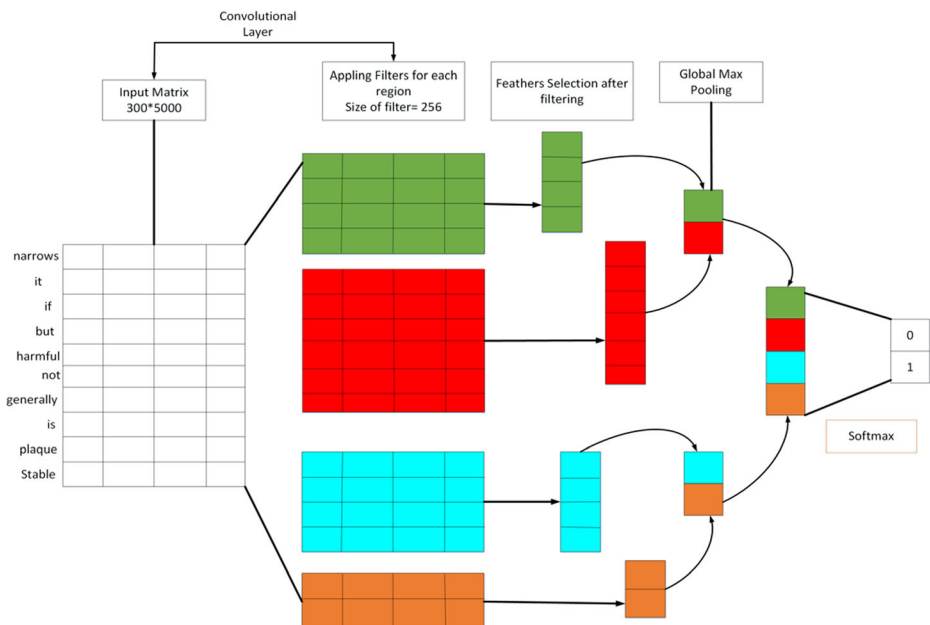 Convolutional
Layer
Input Matrix
300*5000
Appling Filters for each
region
Size of filter= 256
Feathers Selection after
filtering
Global Max
Pooling
narrows
it
if
but
harmful
not
generally
is
plaque
Stable
0
1
Softmax